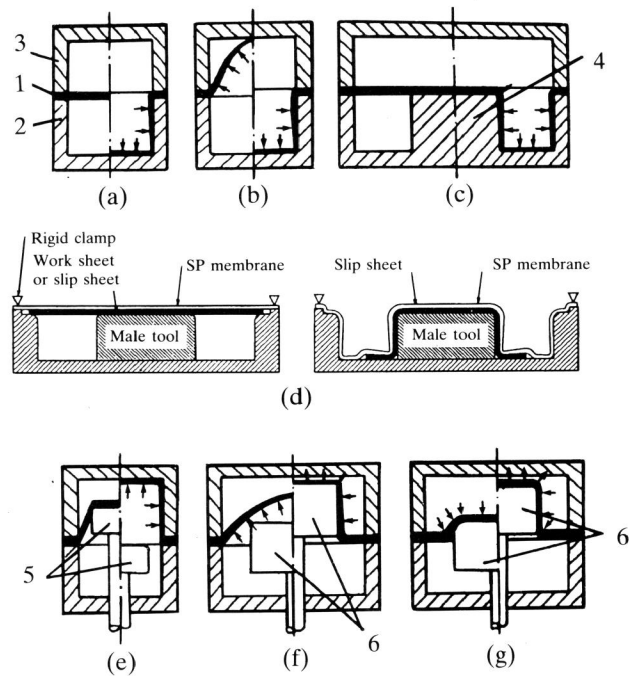 3
1
2
4
(a)
(b)
(c)
Rigid clamp
Work sheet
or slip sheet
SP membrane
Male tool
Slip sheet
SP membrane
Male tool
(d)
5
6
6
(e)
(f)
(g)